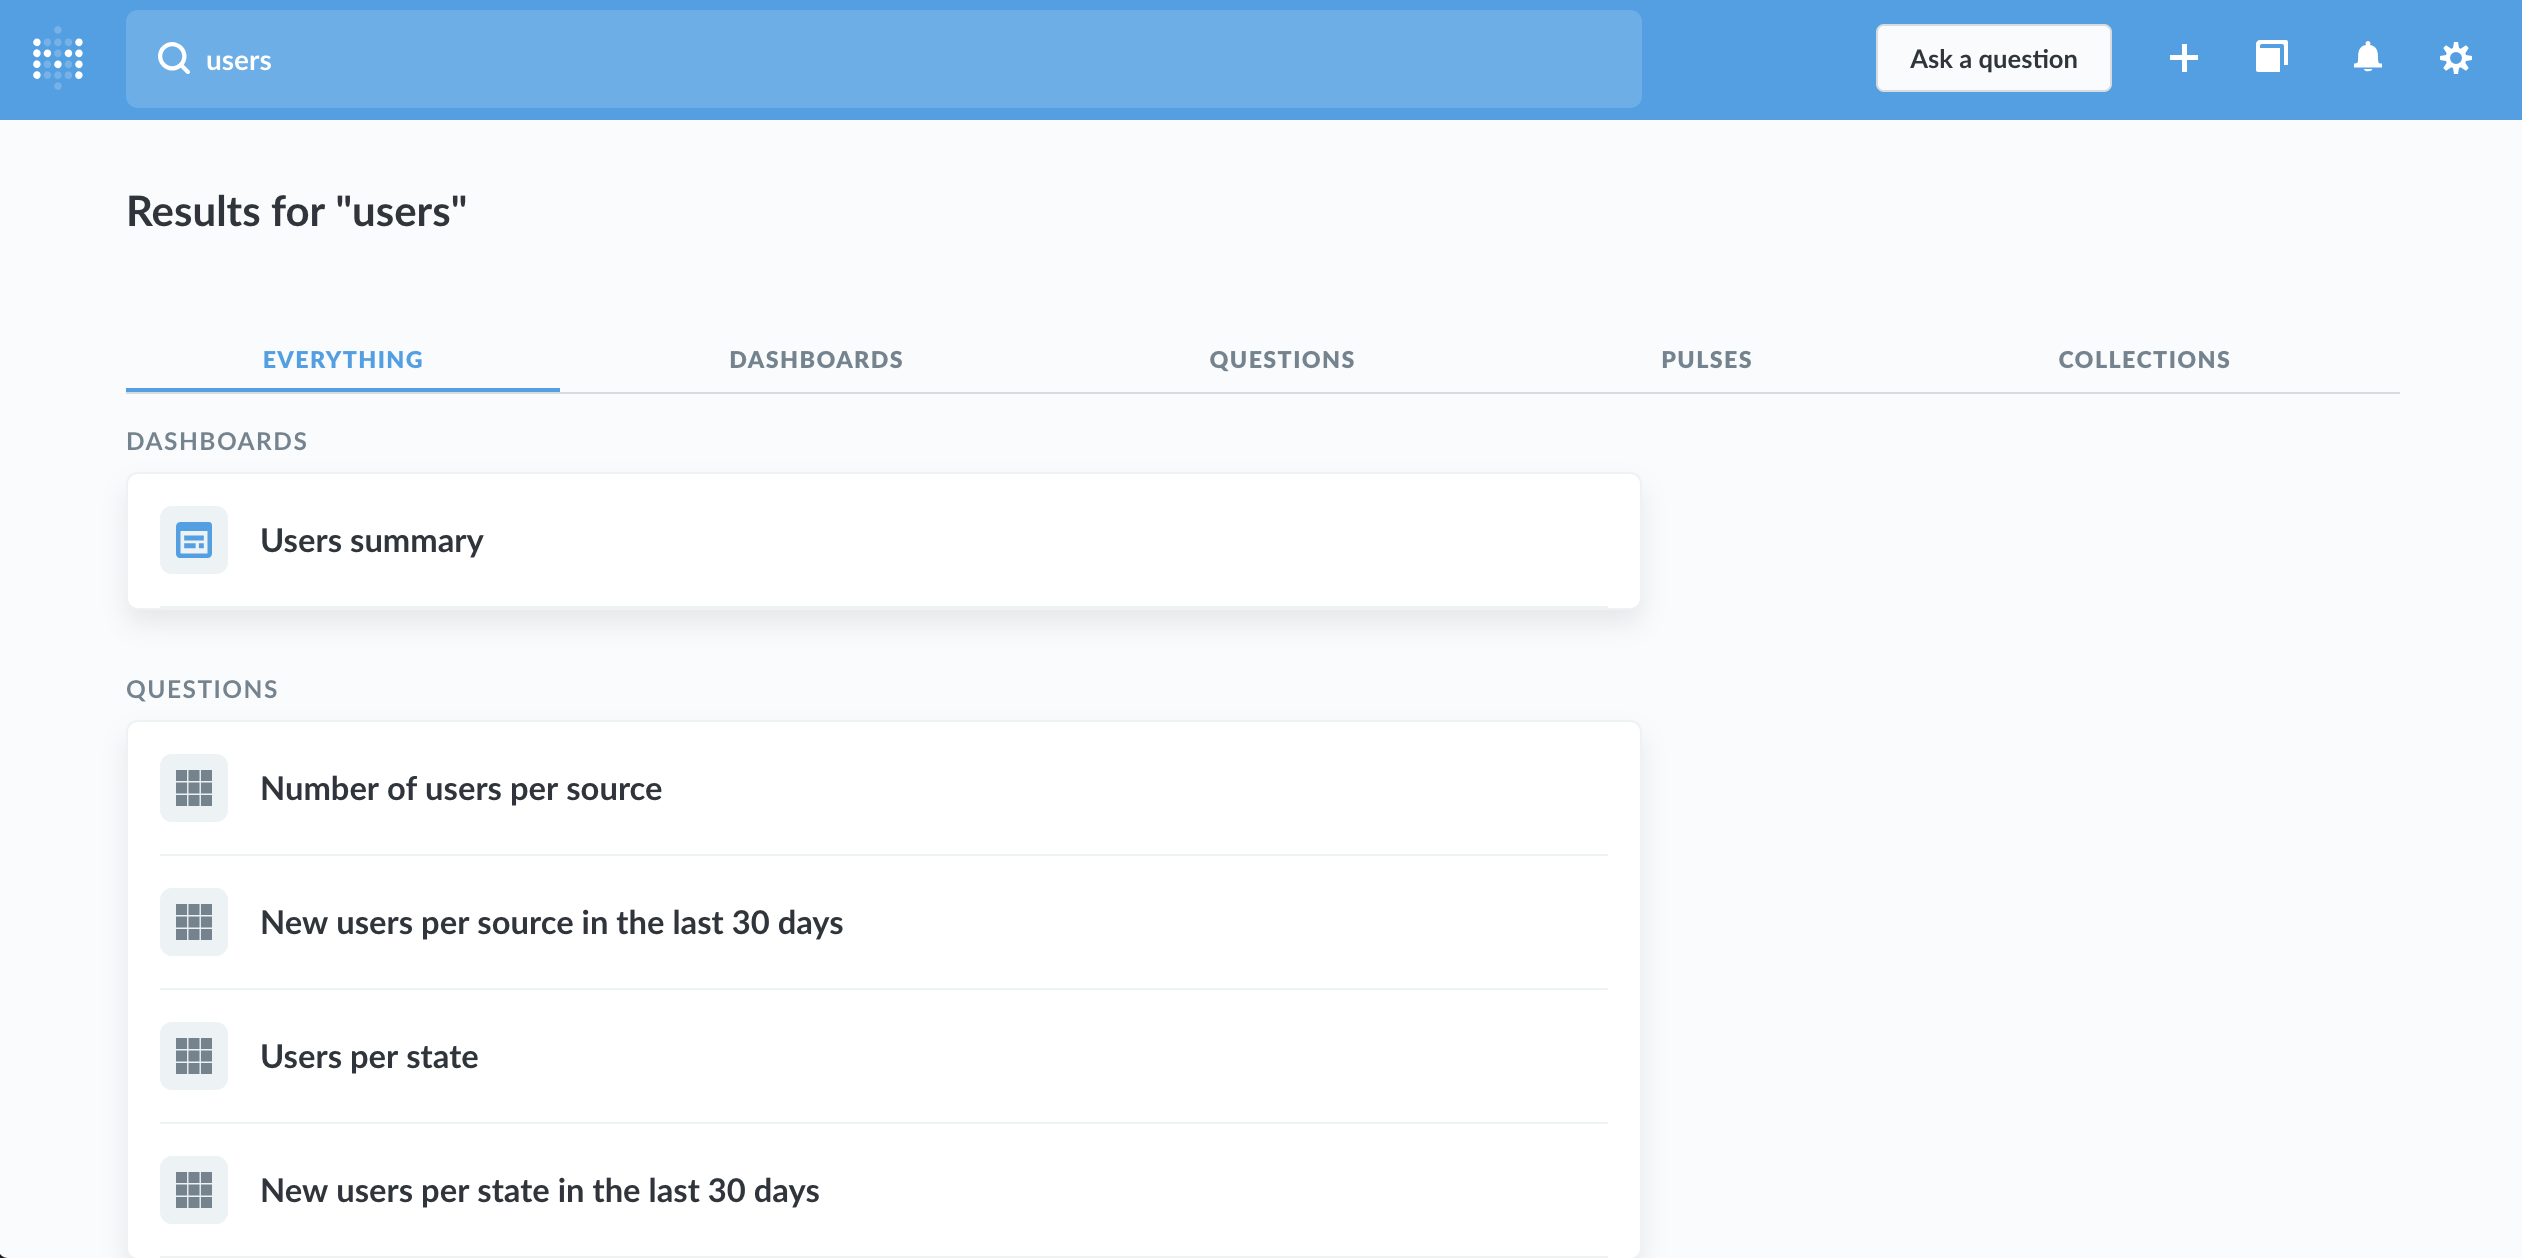 users
Ask a question
Results for "users"
EVERYTHING
DASHBOARDS
QUESTIONS
PULSES
COLLECTIONS
DASHBOARDS
Users summary
QUESTIONS
Number of users per source
New users per source in the last 30 days
Users per state
New users per state in the last 30 days